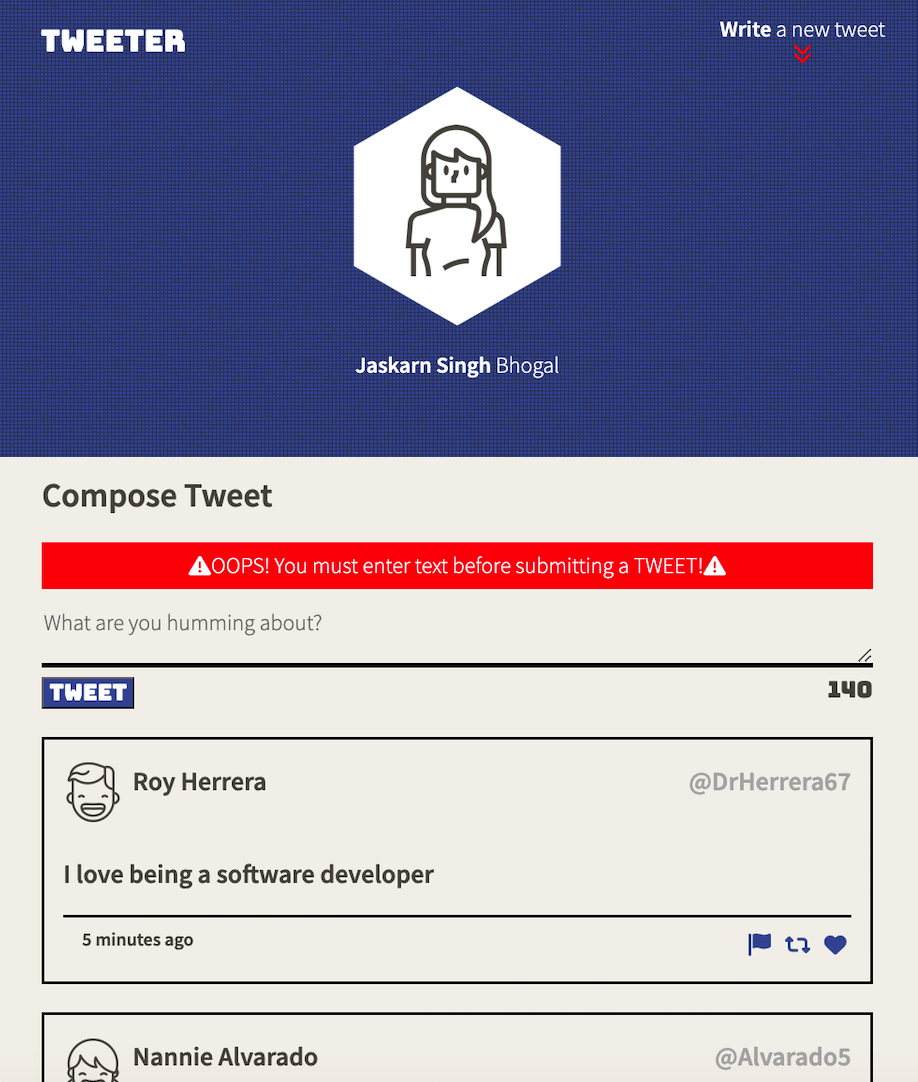 TWEETER
Write a new tweet
Jaskarn Singh Bhogal
Compose Tweet
OOPS! You must enter text before submitting a TWEET!
What are you humming about?
TWEET
140
Roy Herrera
@DrHerrera67
I love being a software developer
5 minutes ago
Nannie Alvarado
@Alvarado5